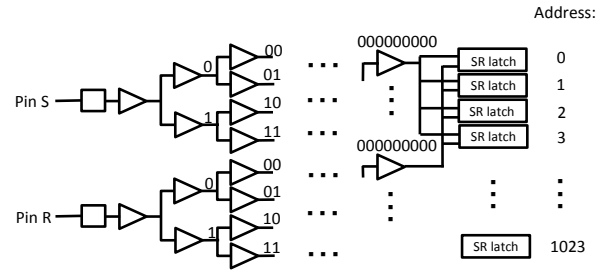 Address:
000000000
0
00
01
SR latch
0
SR latch
1
Pin S
1
10
11
SR latch
2
SR latch
3
000000000
0
00
01
Pin R
1
10
11
SR latch
1023